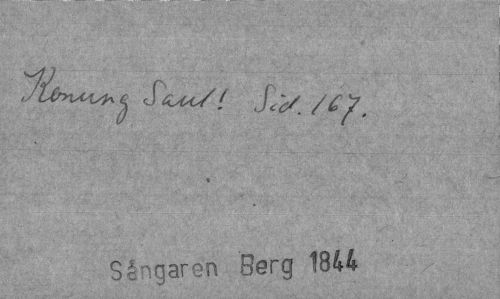 Konung Saul! Sid. 167.
Sångaren Berg 1844